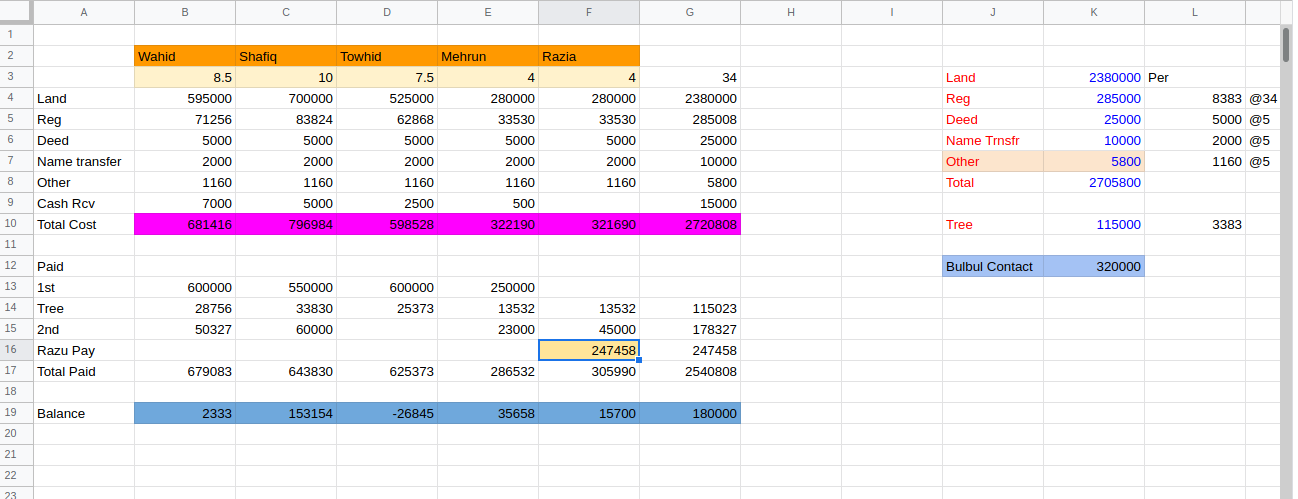 A B C D E F G H I J K L
1
2 Wahid Shafiq Towhid Mehrun Razia
3 8.5 10 7.5 4 4 34 Land 2380000 Per
4 Land 595000 700000 525000 280000 280000 2380000 Reg 285000 8383 @34
5 Reg 71256 83824 62868 33530 33530 285008 Deed 25000 5000 @5
6 Deed 5000 5000 5000 5000 5000 25000 Name Trnsfr 10000 2000 @5
7 Name transfer 2000 2000 2000 2000 2000 10000 Other 5800 1160 @5
8 Other 1160 1160 1160 1160 1160 5800 Total 2705800
9 Cash Rcv 7000 5000 2500 500 15000
10 Total Cost 681416 796984 598528 322190 321690 2720808 Tree 115000 3383
11
12 Paid Bulbul Contact 320000
13 1st 600000 550000 600000 250000
14 Tree 28756 33830 25373 13532 13532 115023
15 2nd 50327 60000 23000 45000 178327
16 Razu Pay 247458 247458
17 Total Paid 679083 643830 625373 286532 305990 2540808
18
19 Balance 2333 153154 -26845 35658 15700 180000
20
21
22
23